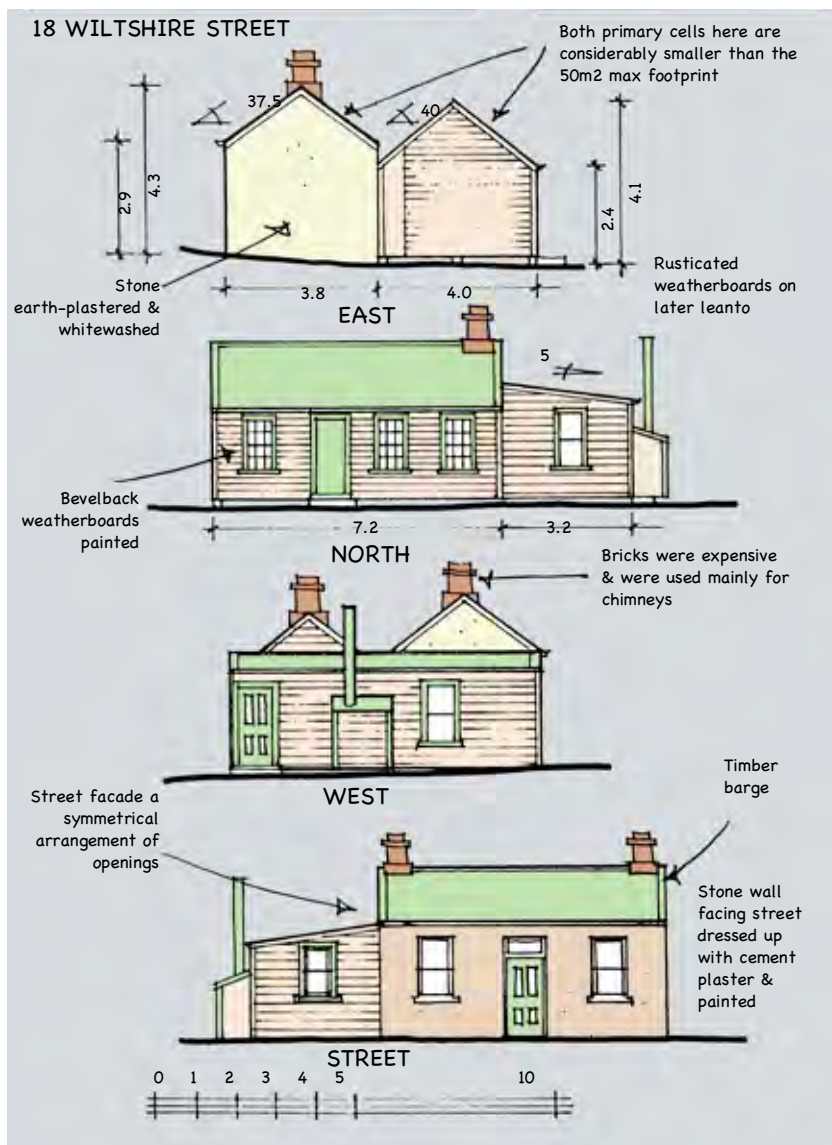 18 WILTSHIRE STREET
Both primary cells here are
considerably smaller than the
50m2 max footprint
37.5
40
2.9
4.3
2.4
4.1
Stone
earth-plastered &
whitewashed
3.8
4.0
EAST
Rusticated
weatherboards on
later leanto
5
Bevelback
weatherboards
painted
7.2
3.2
NORTH
Bricks were expensive
& were used mainly for
chimneys
WEST
Timber
barge
Street facade a
symmetrical
arrangement of
openings
Stone wall
facing street
dressed up
with cement
plaster &
painted
STREET
0 1 2 3 4 5 10